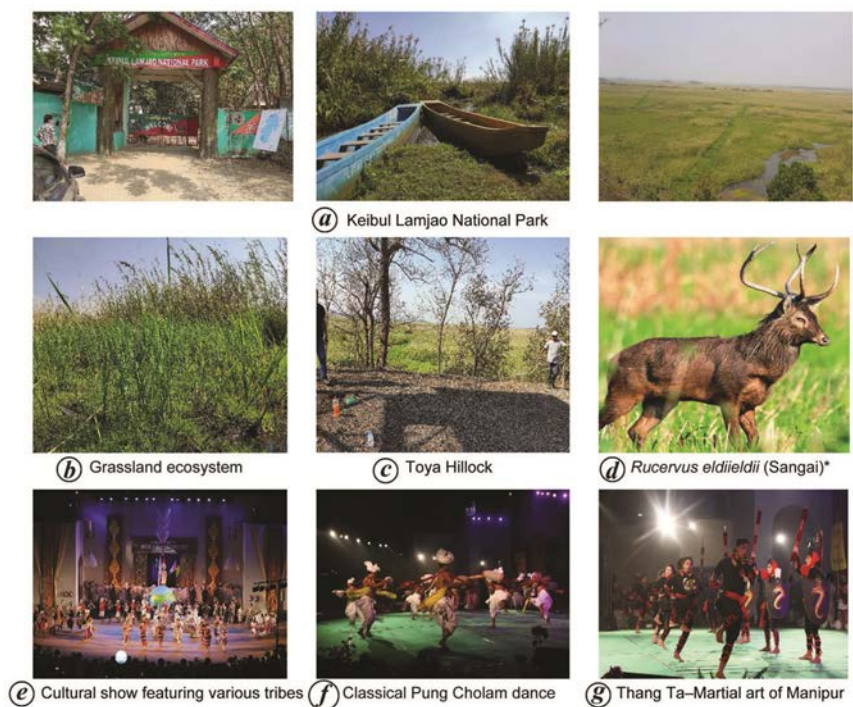 KEIBUL LAMJAO NATIONAL PARK
WELCOME
a Keibul Lamjao National Park
b Grassland ecosystem
c Toya Hillock
d Rucervus eldiieldii (Sangai)*
e Cultural show featuring various tribes
f Classical Pung Cholam dance
g Thang Ta–Martial art of Manipur